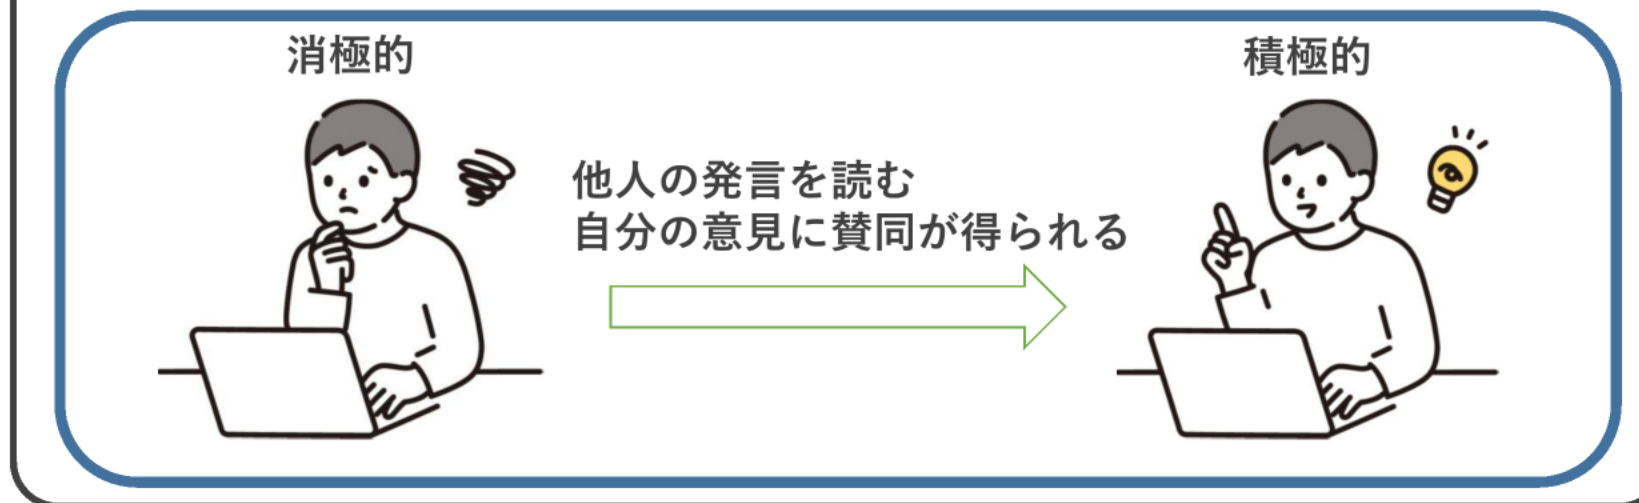 消極的
積極的
他人の発言を読む
自分の意見に賛同が得られる